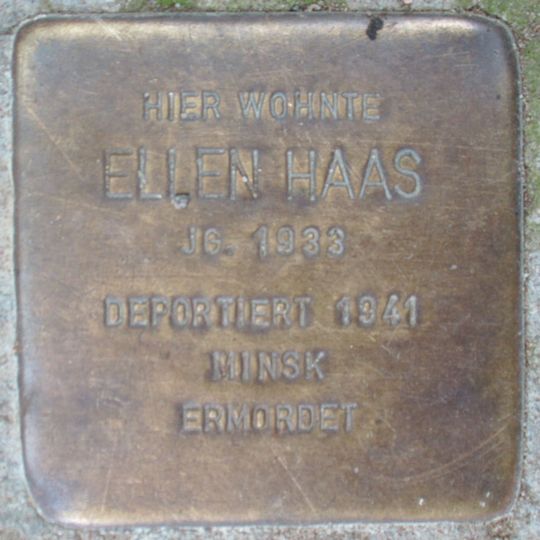 HIER WOHNTE
ELLEN HAAS
JG. 1933
DEPORTIERT 1941
MINSK
ERMORDET